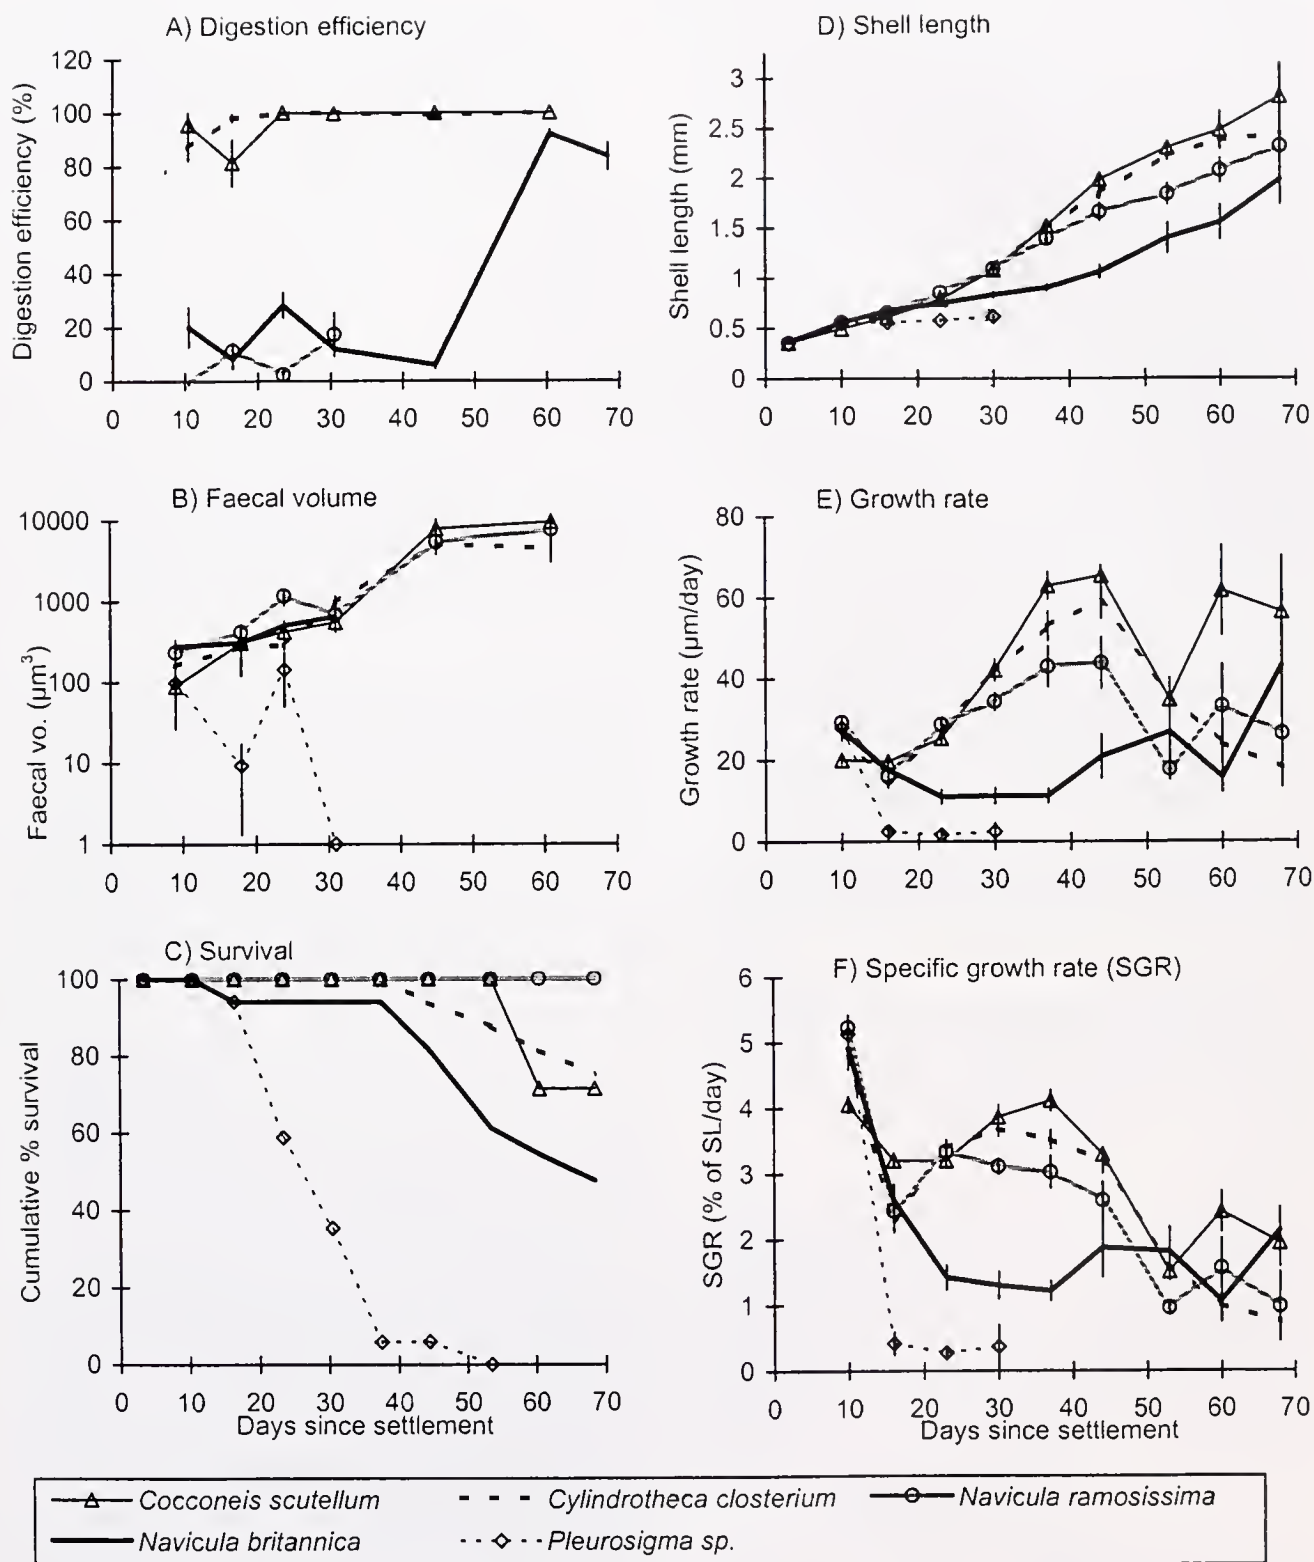 A) Digestion efficiency
Digestion efficiency (%)
120
100
80
60
40
20
0
0 10 20 30 40 50 60 70
D) Shell length
Shell length (mm)
3
2.5
2
1.5
1
0.5
0
0 10 20 30 40 50 60 70
B) Faecal volume
Faecal vo. (µm³)
10000
1000
100
10
1
0 10 20 30 40 50 60 70
E) Growth rate
Growth rate (µm/day)
80
60
40
20
0
0 10 20 30 40 50 60 70
C) Survival
Cumulative % survival
100
80
60
40
20
0
0 10 20 30 40 50 60 70
Days since settlement
F) Specific growth rate (SGR)
SGR (% of SL/day)
6
5
4
3
2
1
0
0 10 20 30 40 50 60 70
Days since settlement
Cocconeis scutellum Cylindrotheca closterium Navicula ramosissima
Navicula britannica Pleurosigma sp.